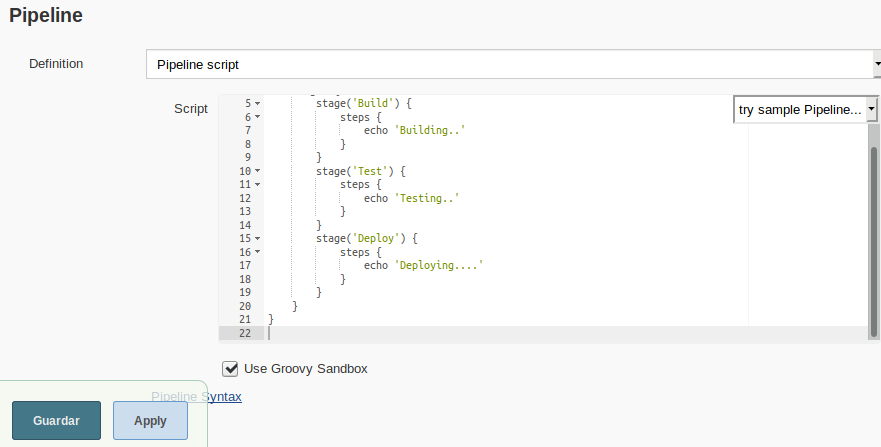 Pipeline
Definition
Pipeline script
Script
try sample Pipeline...
5 stage('Build') {
6 steps {
7 echo 'Building..'
8 }
9 }
10 stage('Test') {
11 steps {
12 echo 'Testing..'
13 }
14 }
15 stage('Deploy') {
16 steps {
17 echo 'Deploying....'
18 }
19 }
20 }
21 }
22
Use Groovy Sandbox
Pipeline Syntax
Guardar
Apply